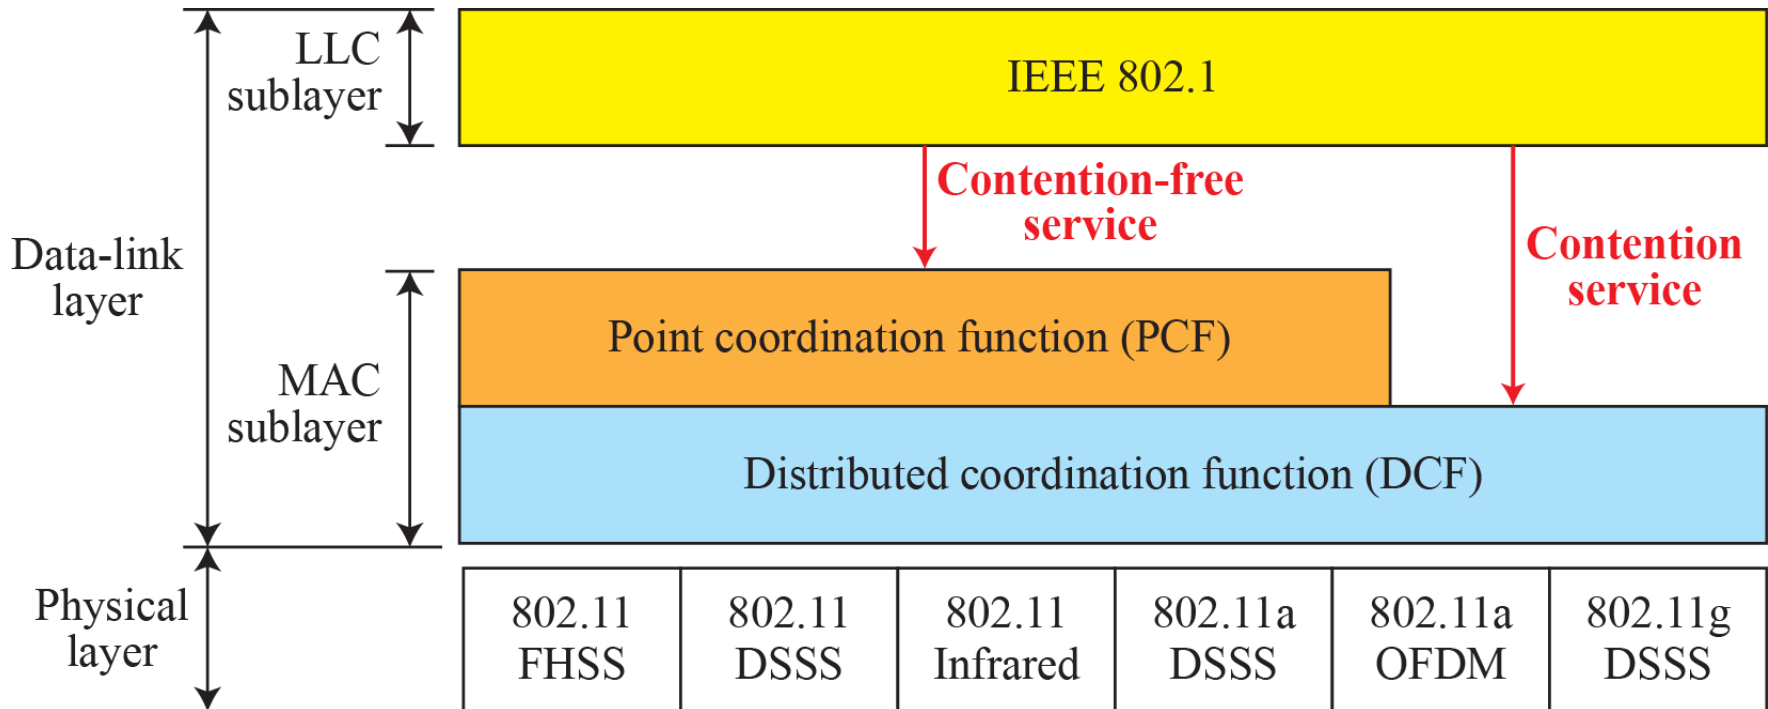 LLC
sublayer
IEEE 802.1
Contention-free
service
Contention
service
Data-link
layer
MAC
sublayer
Point coordination function (PCF)
Distributed coordination function (DCF)
Physical
layer
802.11
FHSS
802.11
DSSS
802.11
Infrared
802.11a
DSSS
802.11a
OFDM
802.11g
DSSS